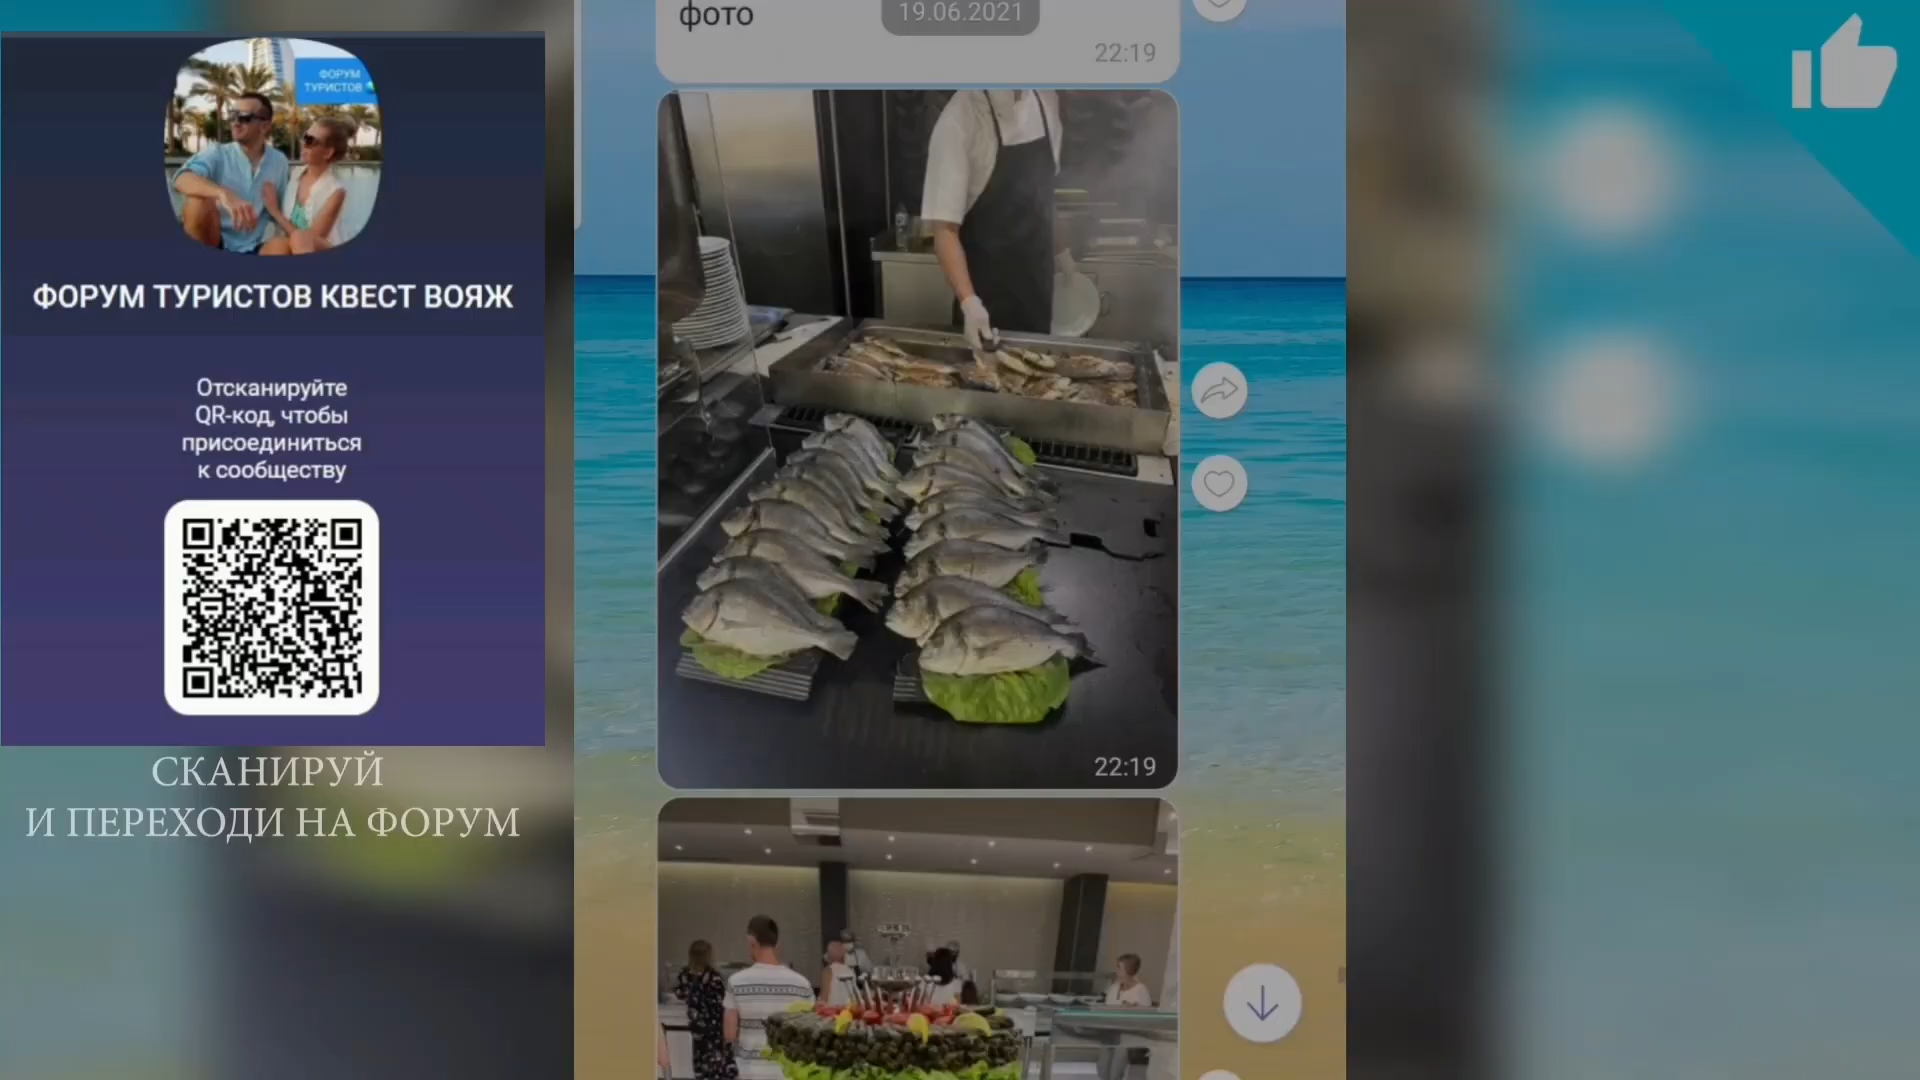 ФОРУМ
ТУРИСТОВ
ФОРУМ ТУРИСТОВ КВЕСТ ВОЯЖ
Отсканируйте
QR-код, чтобы
присоединиться
к сообществу
СКАНИРУЙ
И ПЕРЕХОДИ НА ФОРУМ
фото
19.06.2021
22:19
22:19